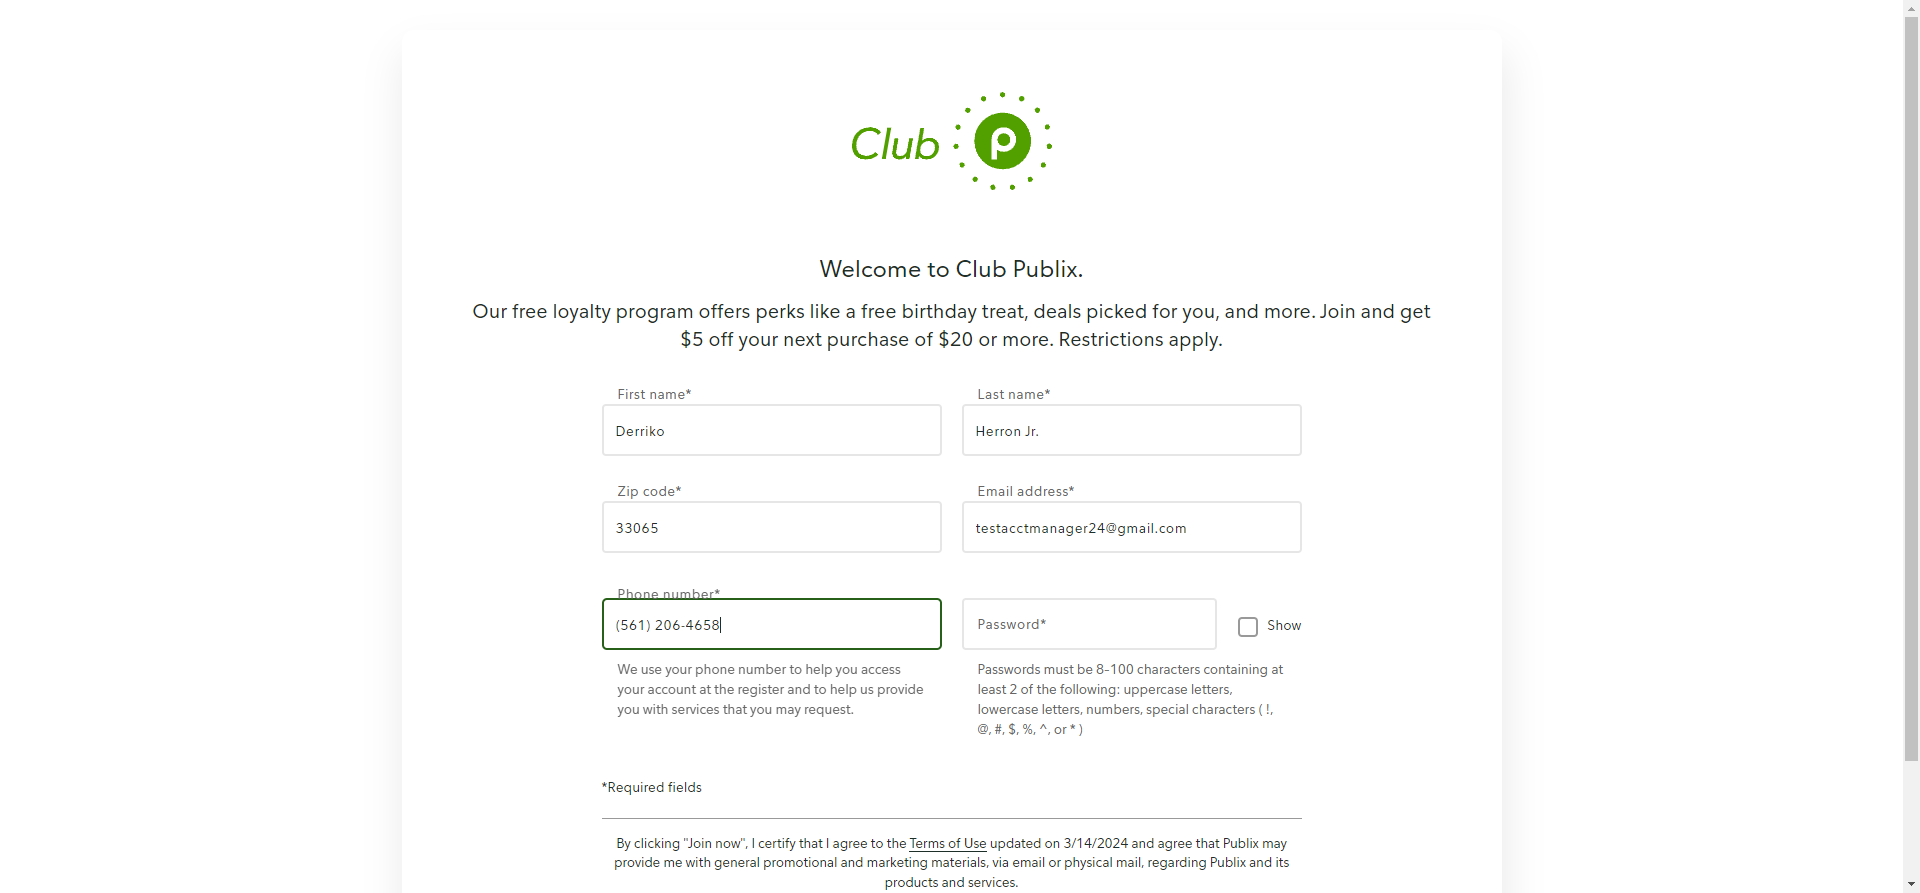 Club P
Welcome to Club Publix.
Our free loyalty program offers perks like a free birthday treat, deals picked for you, and more. Join and get
$5 off your next purchase of $20 or more. Restrictions apply.
First name*
Last name*
Derriko
Herron Jr.
Zip code*
Email address*
33065
testacctmanager24@gmail.com
Phone number*
(561) 206-4658
Password*
Show
We use your phone number to help you access
your account at the register and to help us provide
you with services that you may request.
Passwords must be 8-100 characters containing at
least 2 of the following: uppercase letters,
lowercase letters, numbers, special characters ( !,
@, #, $, %, ^, or * )
*Required fields
By clicking "Join now", I certify that I agree to the Terms of Use updated on 3/14/2024 and agree that Publix may
provide me with general promotional and marketing materials, via email or physical mail, regarding Publix and its
products and services.